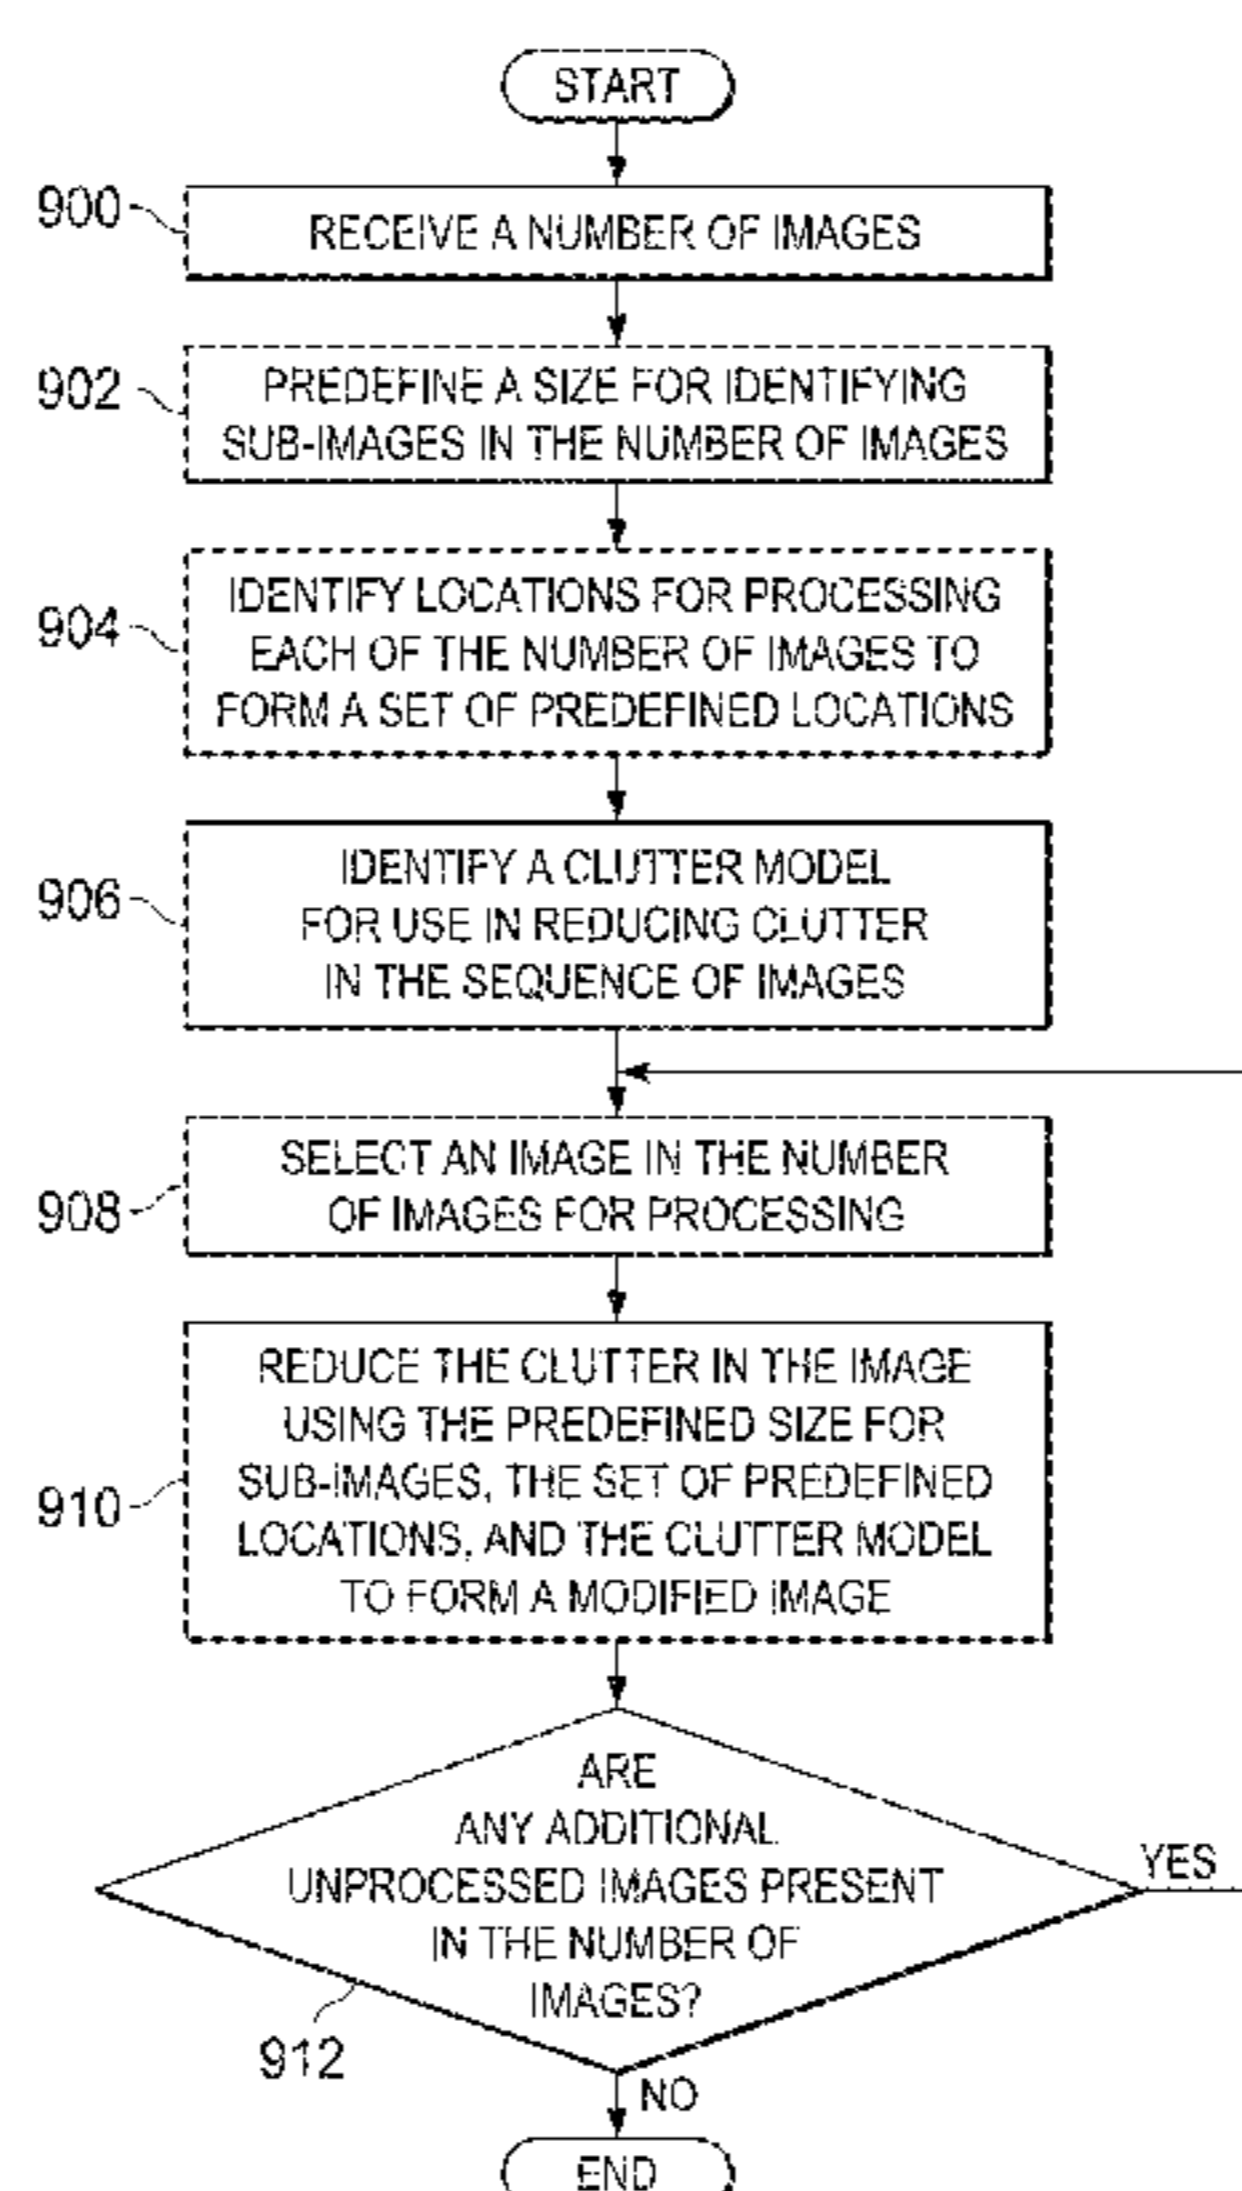 START
900
RECEIVE A NUMBER OF IMAGES
902
PREDEFINE A SIZE FOR IDENTIFYING
SUB-IMAGES IN THE NUMBER OF IMAGES
904
IDENTIFY LOCATIONS FOR PROCESSING
EACH OF THE NUMBER OF IMAGES TO
FORM A SET OF PREDEFINED LOCATIONS
906
IDENTIFY A CLUTTER MODEL
FOR USE IN REDUCING CLUTTER
IN THE SEQUENCE OF IMAGES
908
SELECT AN IMAGE IN THE NUMBER
OF IMAGES FOR PROCESSING
910
REDUCE THE CLUTTER IN THE IMAGE
USING THE PREDEFINED SIZE FOR
SUB-IMAGES, THE SET OF PREDEFINED
LOCATIONS, AND THE CLUTTER MODEL
TO FORM A MODIFIED IMAGE
ARE
ANY ADDITIONAL
UNPROCESSED IMAGES PRESENT
IN THE NUMBER OF
IMAGES?
YES
912
NO
END